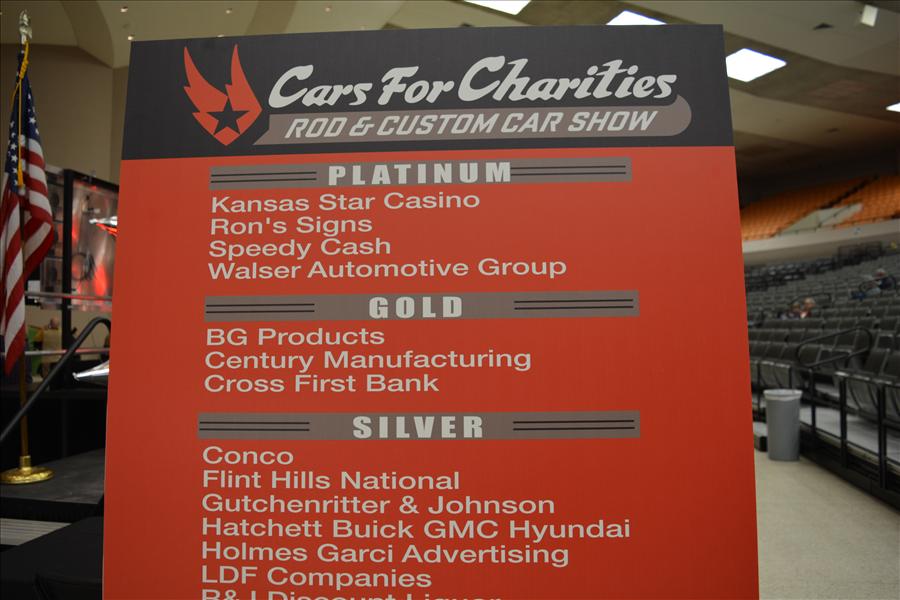 Cars For Charities
ROD & CUSTOM CAR SHOW
PLATINUM
Kansas Star Casino
Ron's Signs
Speedy Cash
Walser Automotive Group
GOLD
BG Products
Century Manufacturing
Cross First Bank
SILVER
Conco
Flint Hills National
Gutchenritter & Johnson
Hatchett Buick GMC Hyundai
Holmes Garci Advertising
LDF Companies
R&J Discount Liquor